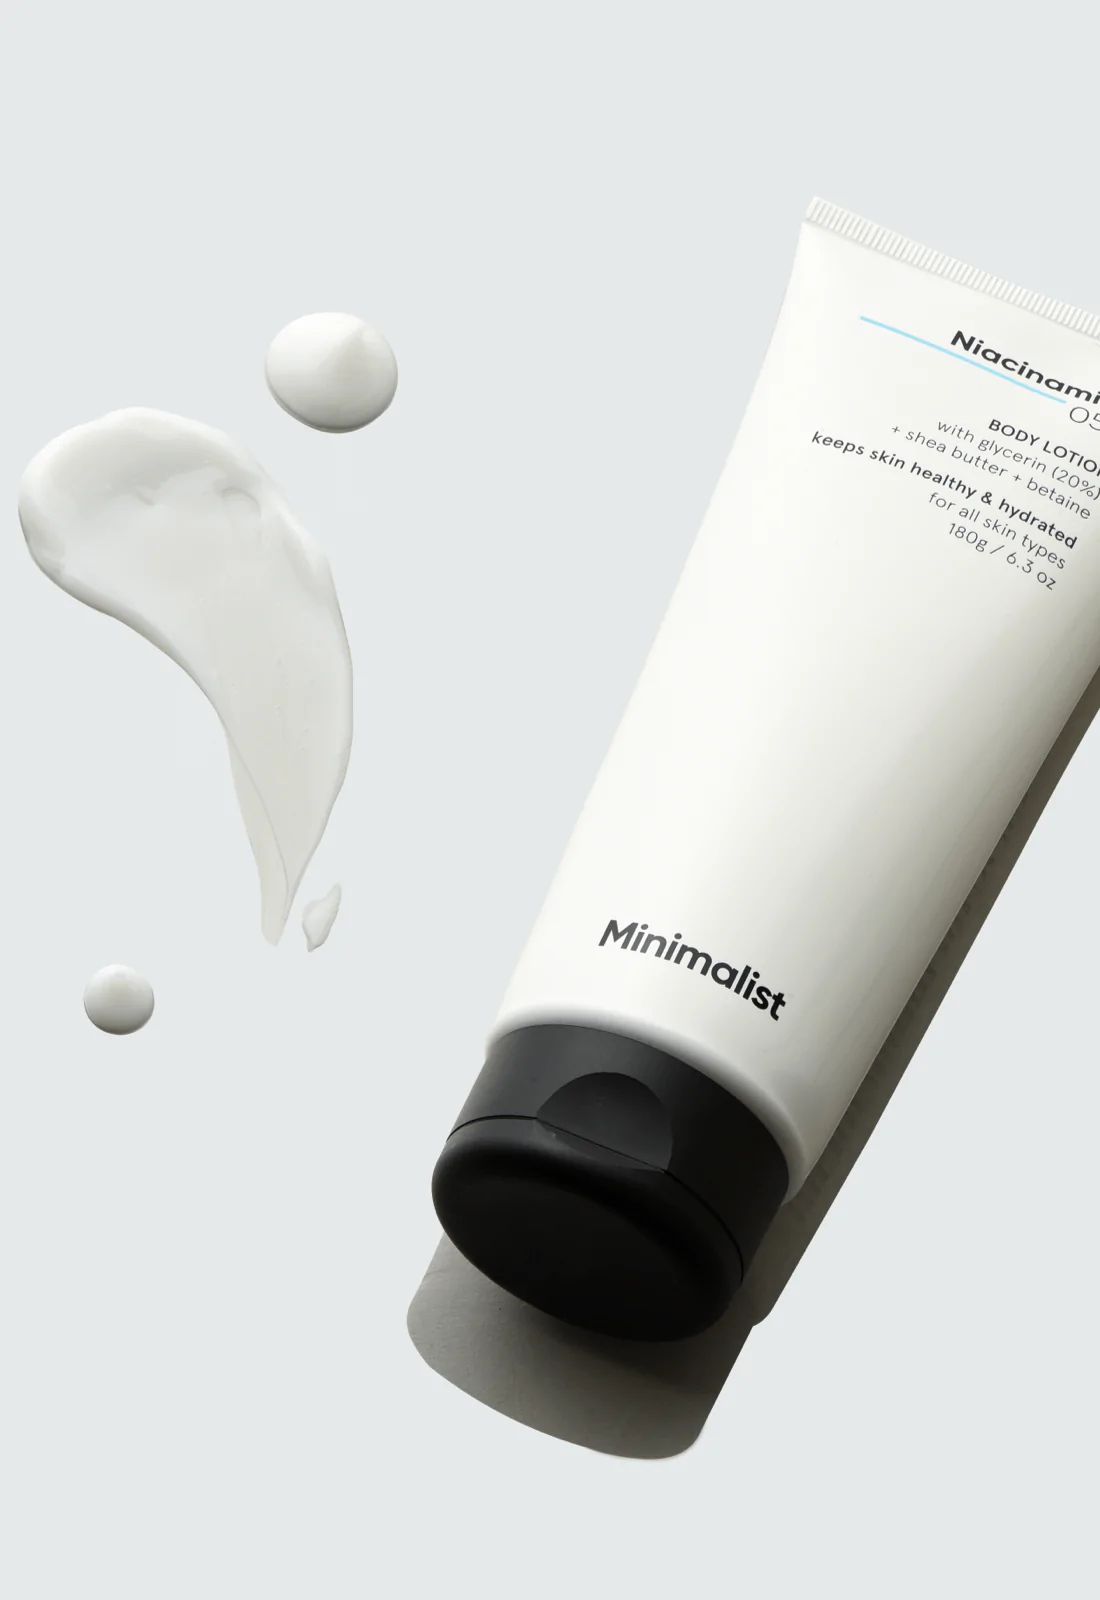 Niacinami
05
BODY LOTION
with glycerin (20%)
+ shea butter + betaine
keeps skin healthy & hydrated
for all skin types
180g / 6.3 oz
Minimalist